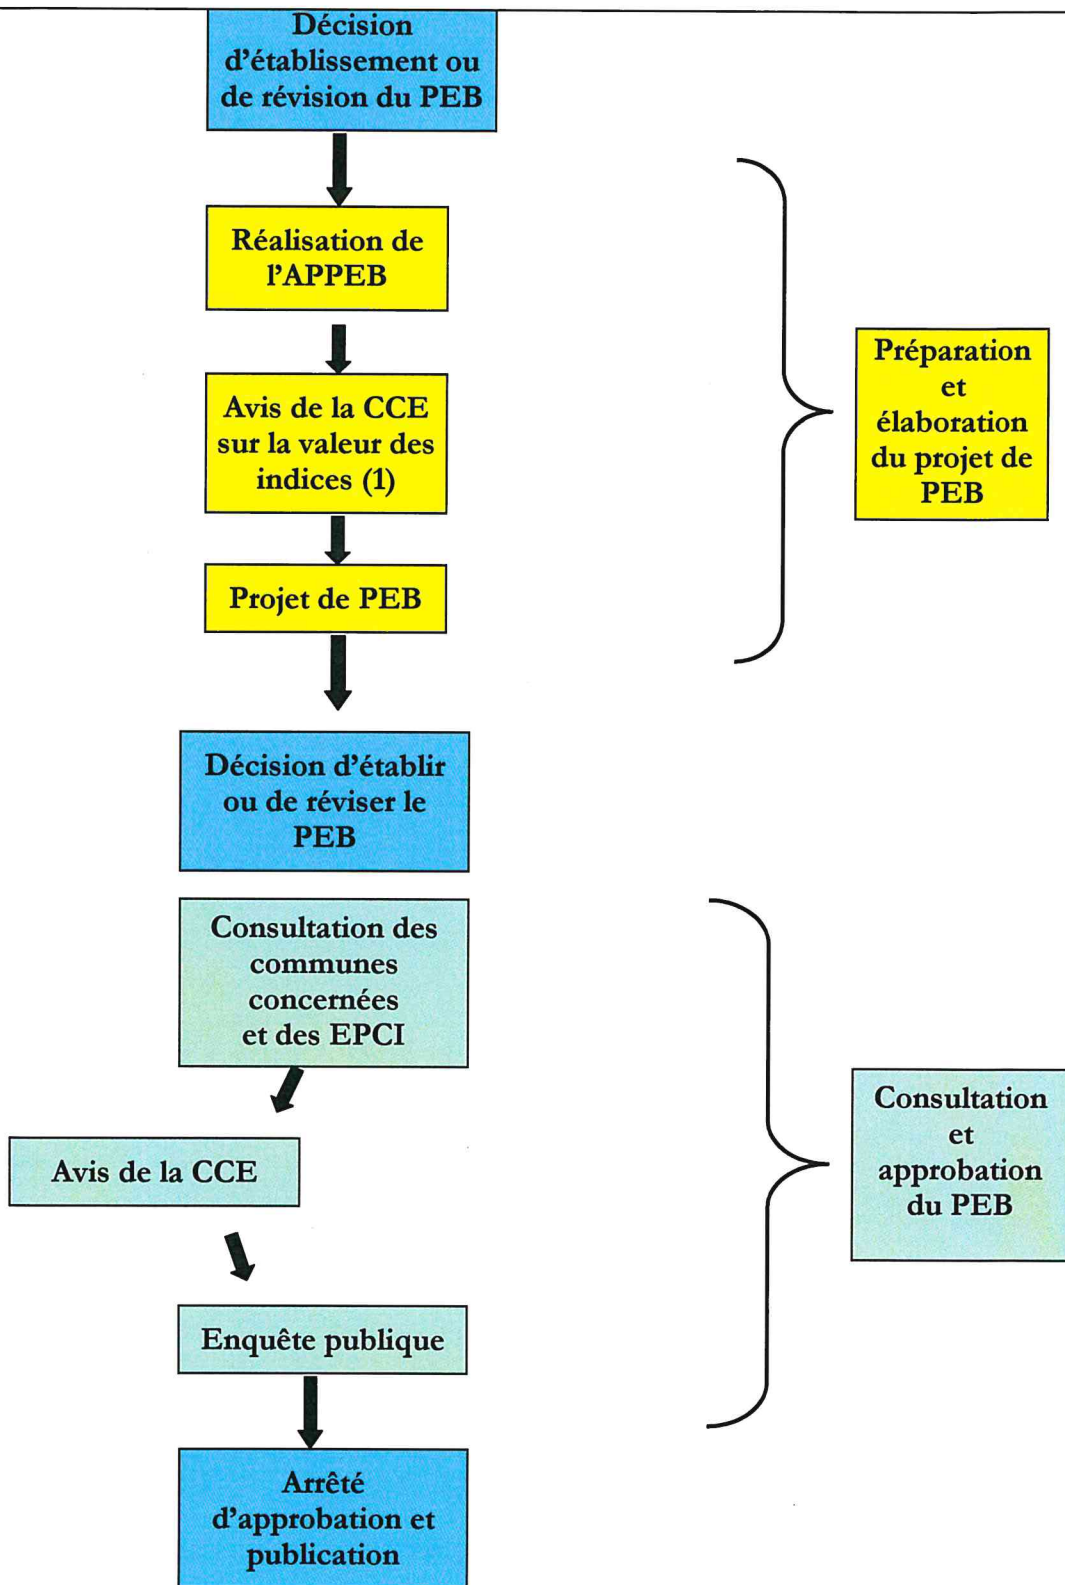 Décision
d'établissement ou
de révision du PEB
Réalisation de
l'APPEB
Avis de la CCE
sur la valeur des
indices (1)
Projet de PEB
Préparation
et
élaboration
du projet de
PEB
Décision d'établir
ou de réviser le
PEB
Consultation des
communes
concernées
et des EPCI
Avis de la CCE
Enquête publique
Consultation
et
approbation
du PEB
Arrêté
d'approbation et
publication